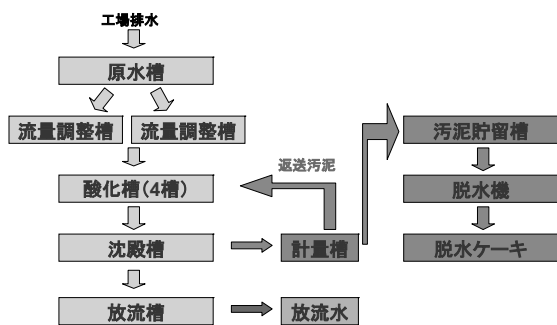 工場排水
原水槽
流量調整槽 流量調整槽 汚泥貯留槽
返送汚泥
酸化槽(4槽) 脱水機
沈殿槽 計量槽 脱水ケーキ
放流槽 放流水